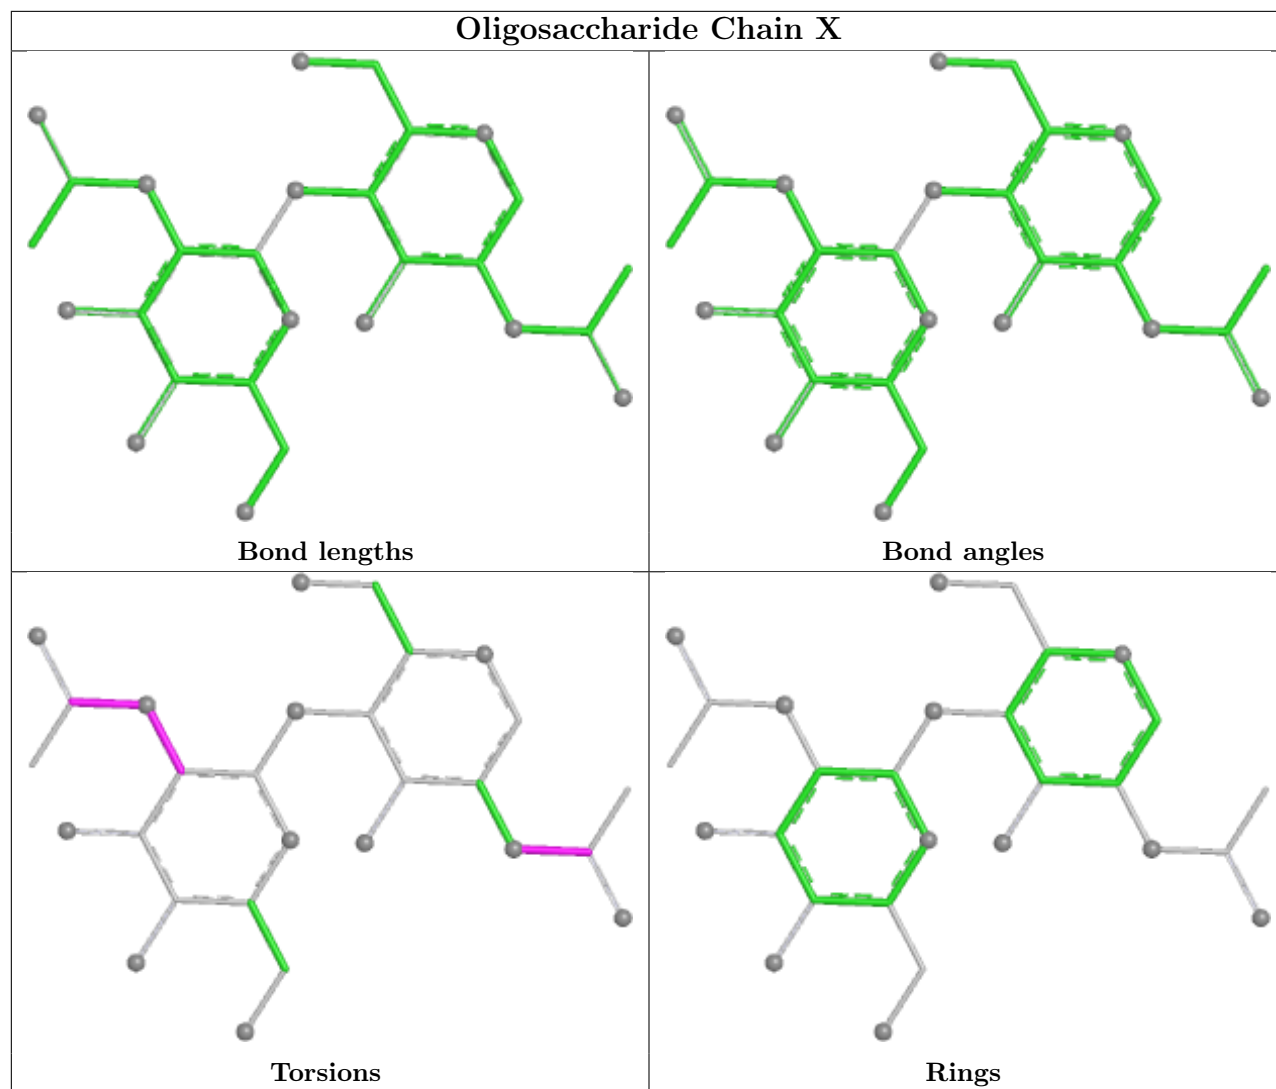 Oligosaccharide Chain X
Bond lengths
Bond angles
Torsions
Rings